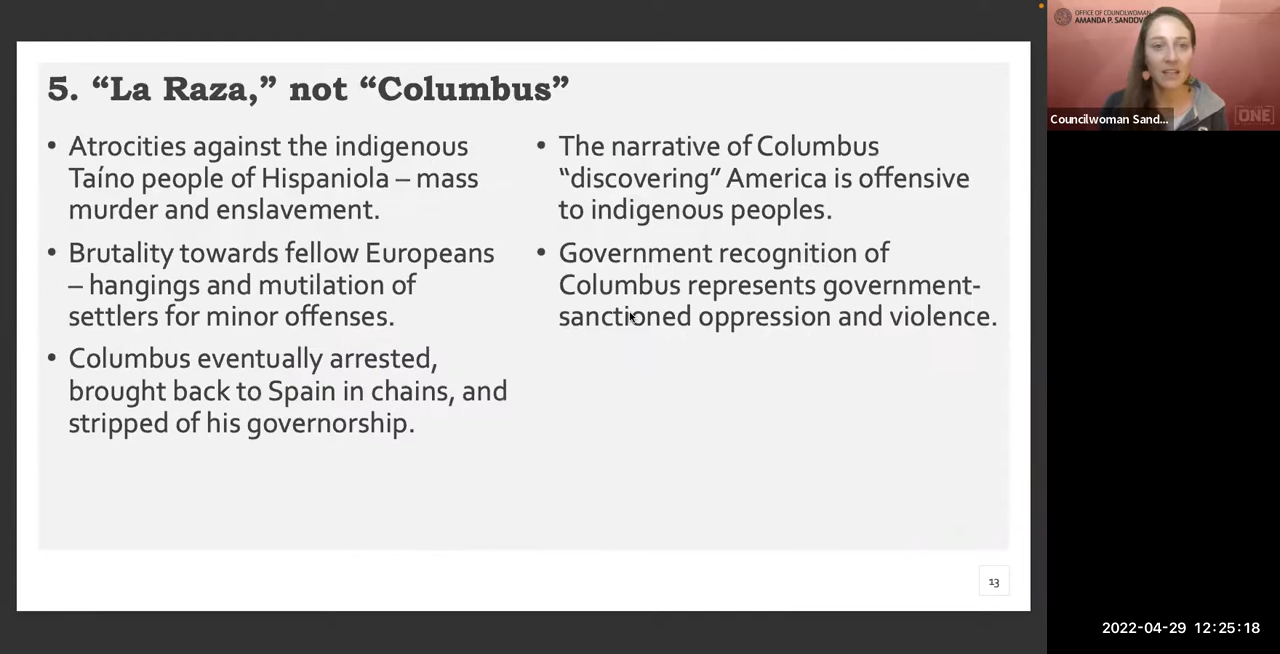 5. “La Raza,” not “Columbus”
• Atrocities against the indigenous
Taíno people of Hispaniola – mass
murder and enslavement.
• Brutality towards fellow Europeans
– hangings and mutilation of
settlers for minor offenses.
• Columbus eventually arrested,
brought back to Spain in chains, and
stripped of his governorship.
• The narrative of Columbus
“discovering” America is offensive
to indigenous peoples.
• Government recognition of
Columbus represents government-
sanctioned oppression and violence.
13
OFFICE OF COUNCILWOMAN
AMANDA P. SANDOV
Councilwoman Sand...
ONE
2022-04-29 12:25:18